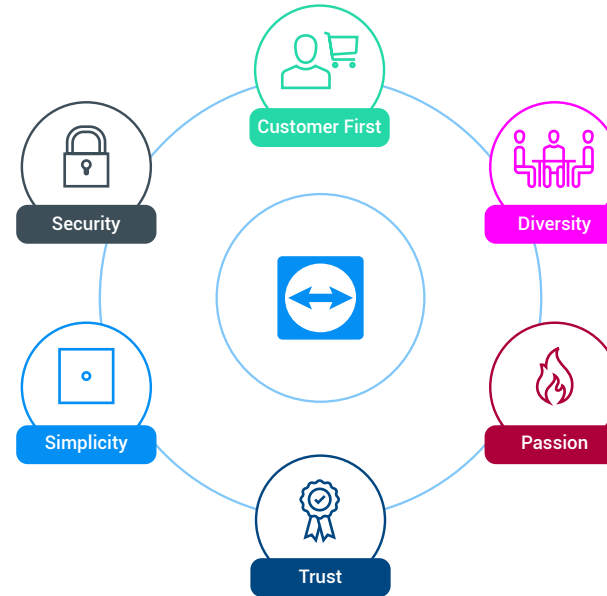 Customer First
Security
Diversity
Simplicity
Passion
Trust